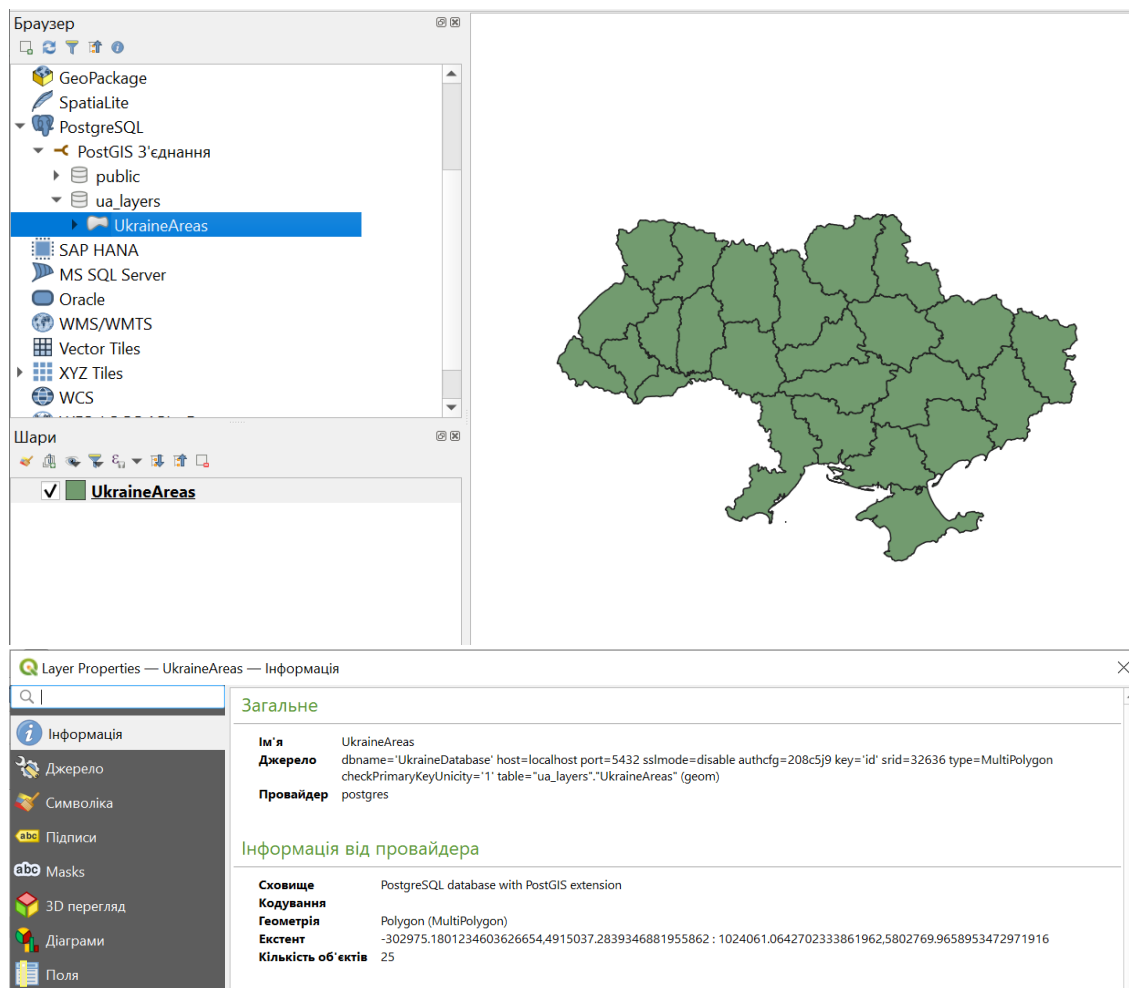 Браузер
GeoPackage
SpatiaLite
PostgreSQL
PostGIS З'єднання
public
ua_layers
UkraineAreas
SAP HANA
MS SQL Server
Oracle
WMS/WMTS
Vector Tiles
XYZ Tiles
WCS
Шари
UkraineAreas
Layer Properties — UkraineAreas — Інформація
Загальне
Інформація
Ім'я UkraineAreas
Джерело dbname='UkraineDatabase' host=localhost port=5432 sslmode=disable authcfg=208c5j9 key='id' srid=32636 type=MultiPolygon
checkPrimaryKeyUnicity='1' table="ua_layers"."UkraineAreas" (geom)
Провайдер postgres
Джерело
Символіка
Підписи
Masks
3D перегляд
Діаграми
Поля
Інформація від провайдера
Сховище PostgreSQL database with PostGIS extension
Кодування
Геометрія Polygon (MultiPolygon)
Екстент -302975.1801234603626654,4915037.2839346881955862 : 1024061.0642702333861962,5802769.9658953472971916
Кількість об'єктів 25